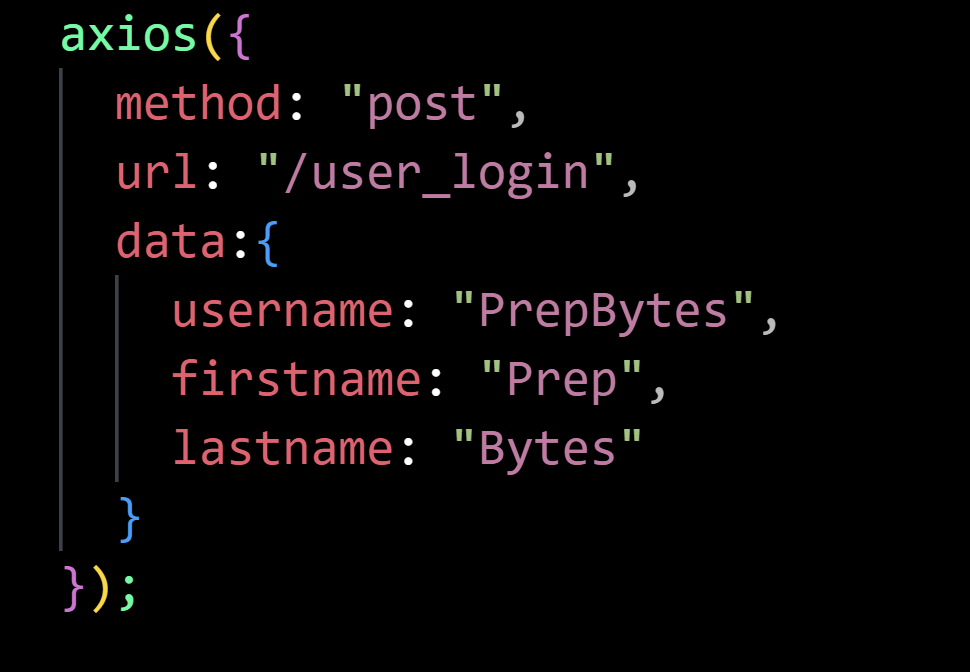 axios({
  method: "post",
  url: "/user_login",
  data:{
    username: "PrepBytes",
    firstname: "Prep",
    lastname: "Bytes"
  }
});